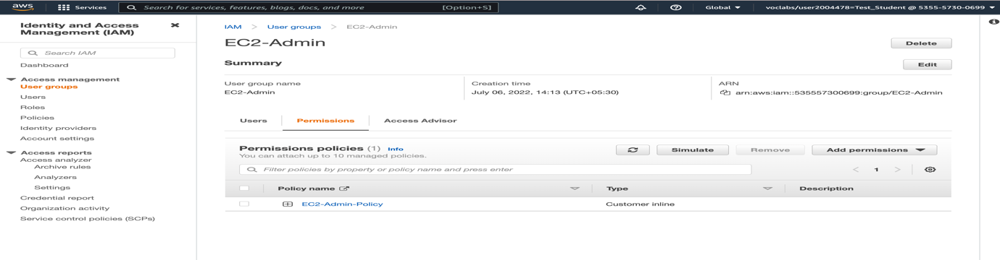 aws
Services
Search for services, features, blogs, docs, and more
[Option+S]
Global
voclabs/user2004478=Test_Student @ 5355-5730-0699
Identity and Access
Management (IAM)
Search IAM
Dashboard
Access management
User groups
Users
Roles
Policies
Identity providers
Account settings
Access reports
Access analyzer
Archive rules
Analyzers
Settings
Credential report
Organization activity
Service control policies (SCPs)
IAM > User groups > EC2-Admin
EC2-Admin
Delete
Summary
Edit
User group name
EC2-Admin
Creation time
July 06, 2022, 14:13 (UTC+05:30)
ARN
arn:aws:iam::535557300699:group/EC2-Admin
Users
Permissions
Access Advisor
Permissions policies (1) Info
You can attach up to 10 managed policies.
Simulate
Remove
Add permissions
Filter policies by property or policy name and press enter
< 1 >
Policy name
Type
Description
EC2-Admin-Policy
Customer inline